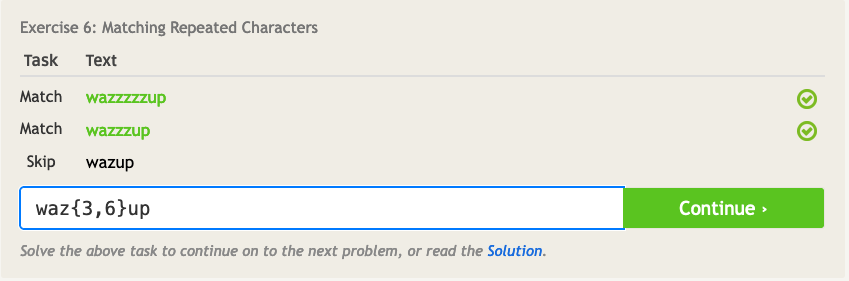 Exercise 6: Matching Repeated Characters
Task Text
Match wazzzzzup
Match wazzzup
Skip wazup
waz{3,6}up Continue ›
Solve the above task to continue on to the next problem, or read the Solution.